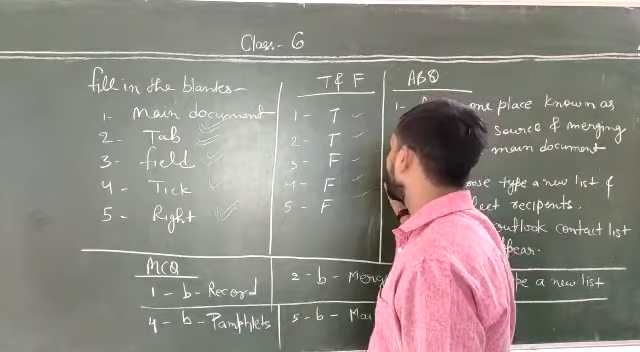 Class - 6
fill in the blanks -
1- Main document
2- Tab
3- field
4- Tick
5- Right
T & F
1- T
2- T
3- F
4- F
5- F
ABQ
1- one place known as
source & merging
main document
type a new list &
recipients.
outlook contact list
MCQ
1- b- Record
2- b-
type a new list
4- b- Pamphlets
5- b-